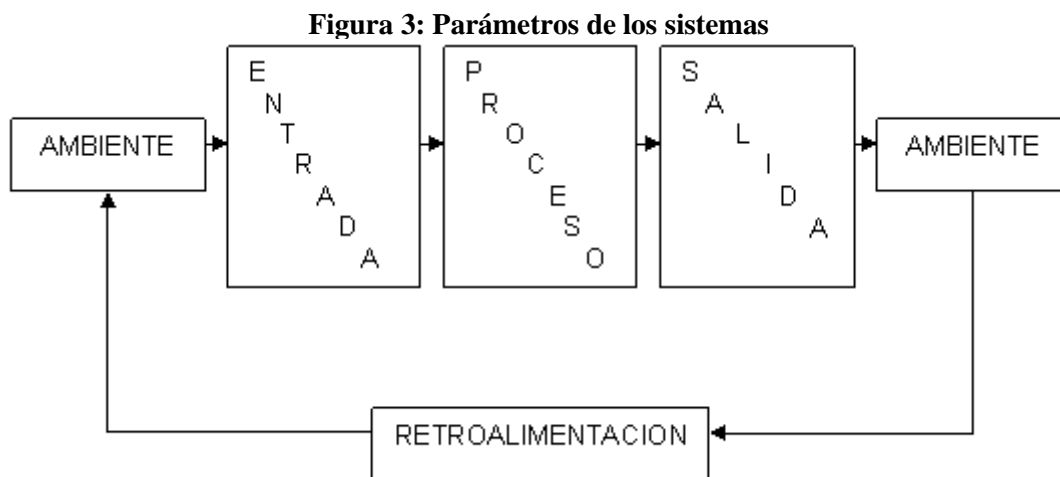 Figura 3: Parámetros de los sistemas
AMBIENTE
ENTRADA
PROCESO
SALIDA
AMBIENTE
RETROALIMENTACION